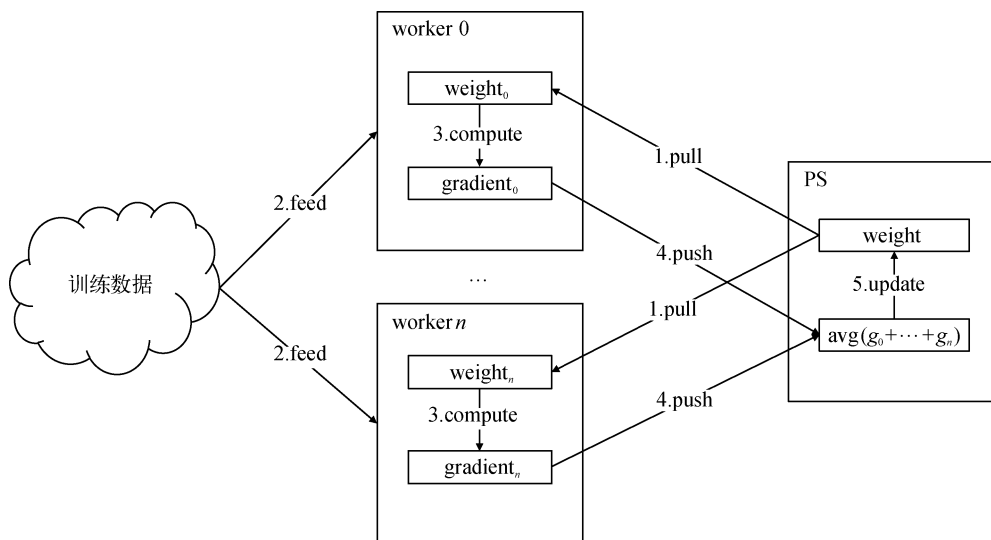 worker 0
weight₀
3.compute
gradient₀
2.feed
1.pull
4.push
训练数据
…
PS
weight
5.update
avg(g₀+⋯+gₙ)
worker n
weightₙ
3.compute
gradientₙ
2.feed
1.pull
4.push